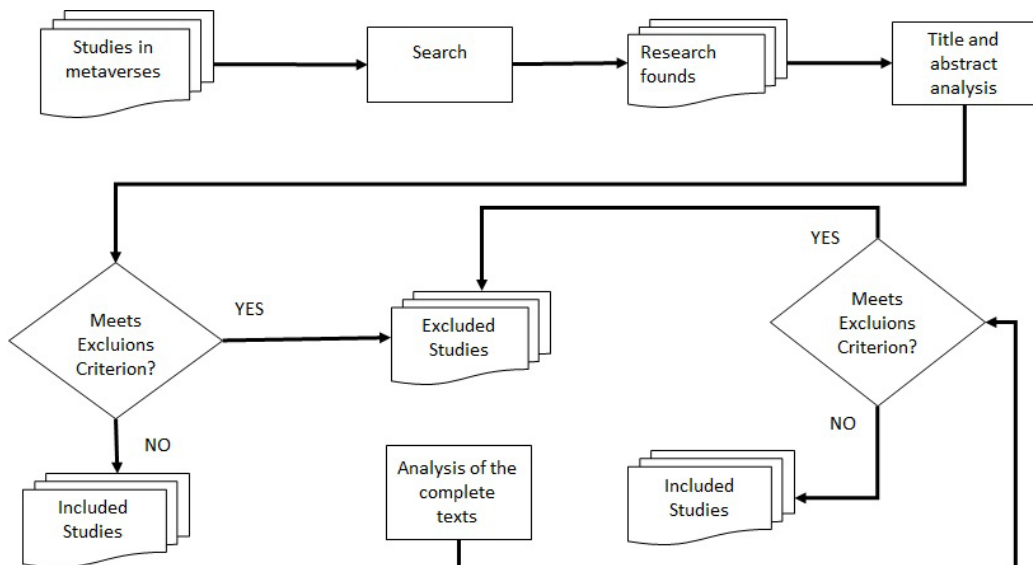 Studies in
metaverses
Search
Research
founds
Title and
abstract
analysis
YES
Meets
Excluions
Criterion?
YES
Excluded
Studies
Meets
Excluions
Criterion?
NO
NO
Included
Studies
Analysis of the
complete
texts
Included
Studies